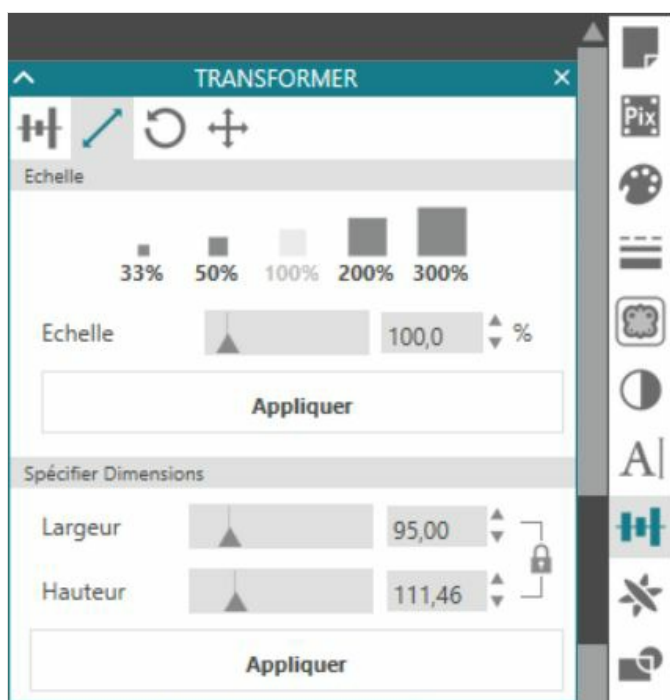 TRANSFORMER
Pix
Echelle
33% 50% 100% 200% 300%
Echelle 100,0 %
Appliquer
A
Spécifier Dimensions
Largeur 95,00
Hauteur 111,46
Appliquer